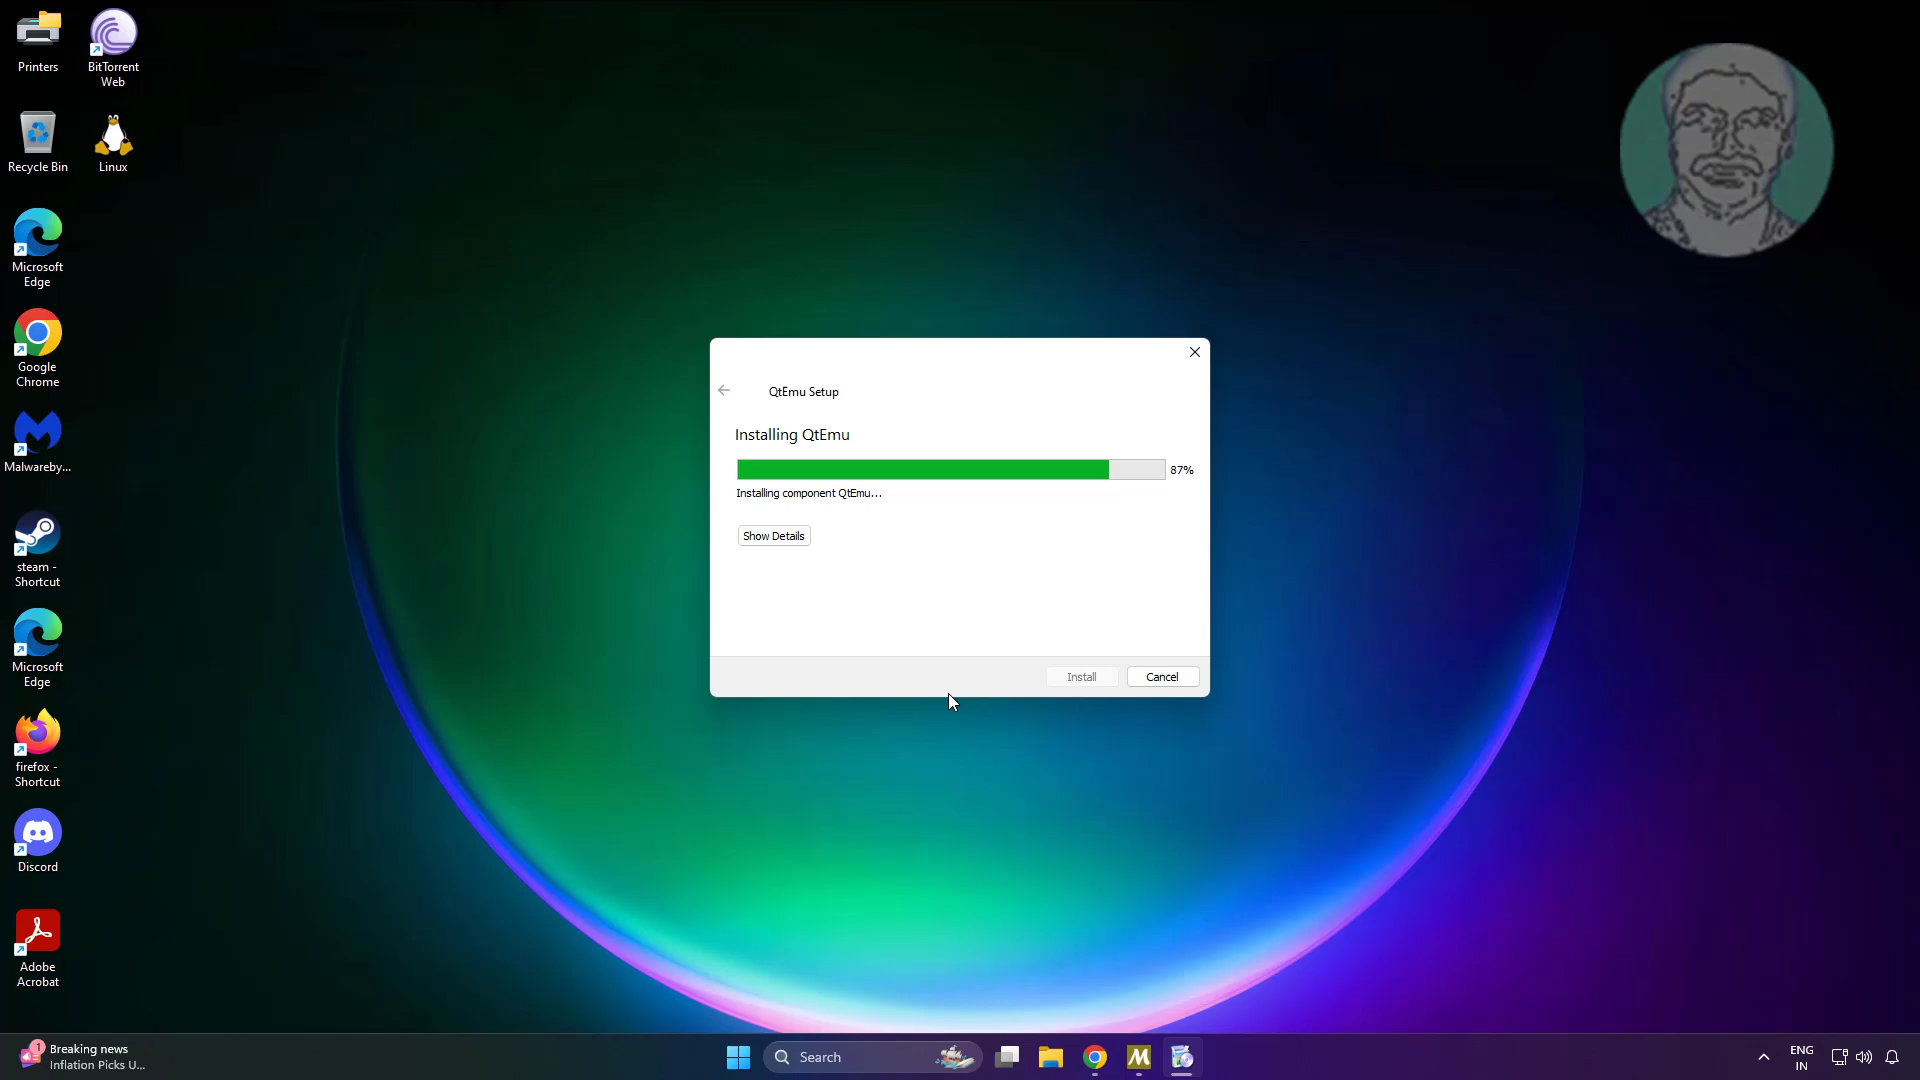 Printers
BitTorrent
Web
Recycle Bin
Linux
Microsoft
Edge
Google
Chrome
Malwareby...
steam -
Shortcut
Microsoft
Edge
firefox -
Shortcut
Discord
Adobe
Acrobat
QtEmu Setup
Installing QtEmu
87%
Installing component QtEmu...
Show Details
Install
Cancel
1
Breaking news
Inflation Picks U...
Search
M
ENG
IN